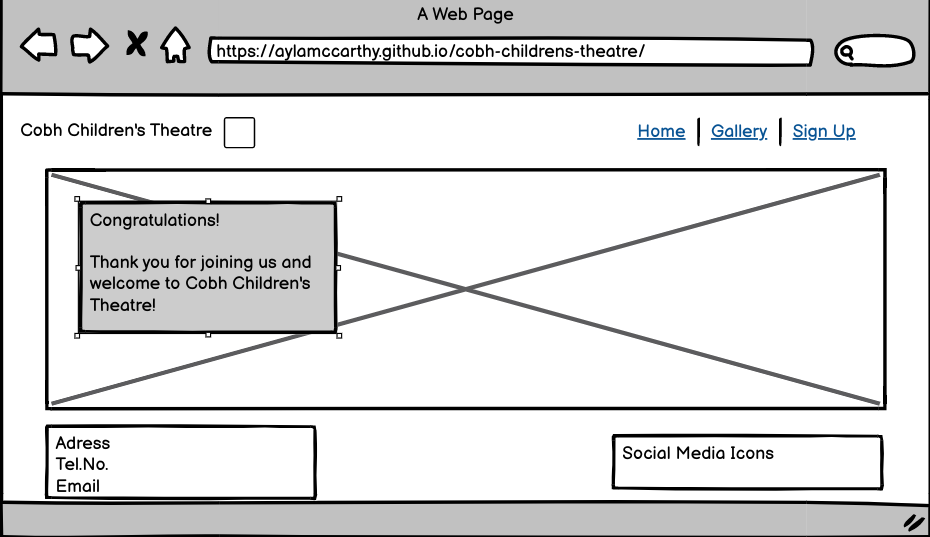 A Web Page
https://aylamccarthy.github.io/cobh-childrens-theatre/
Cobh Children's Theatre
Home | Gallery | Sign Up
Congratulations!
Thank you for joining us and
welcome to Cobh Children's
Theatre!
Adress
Tel.No.
Email
Social Media Icons